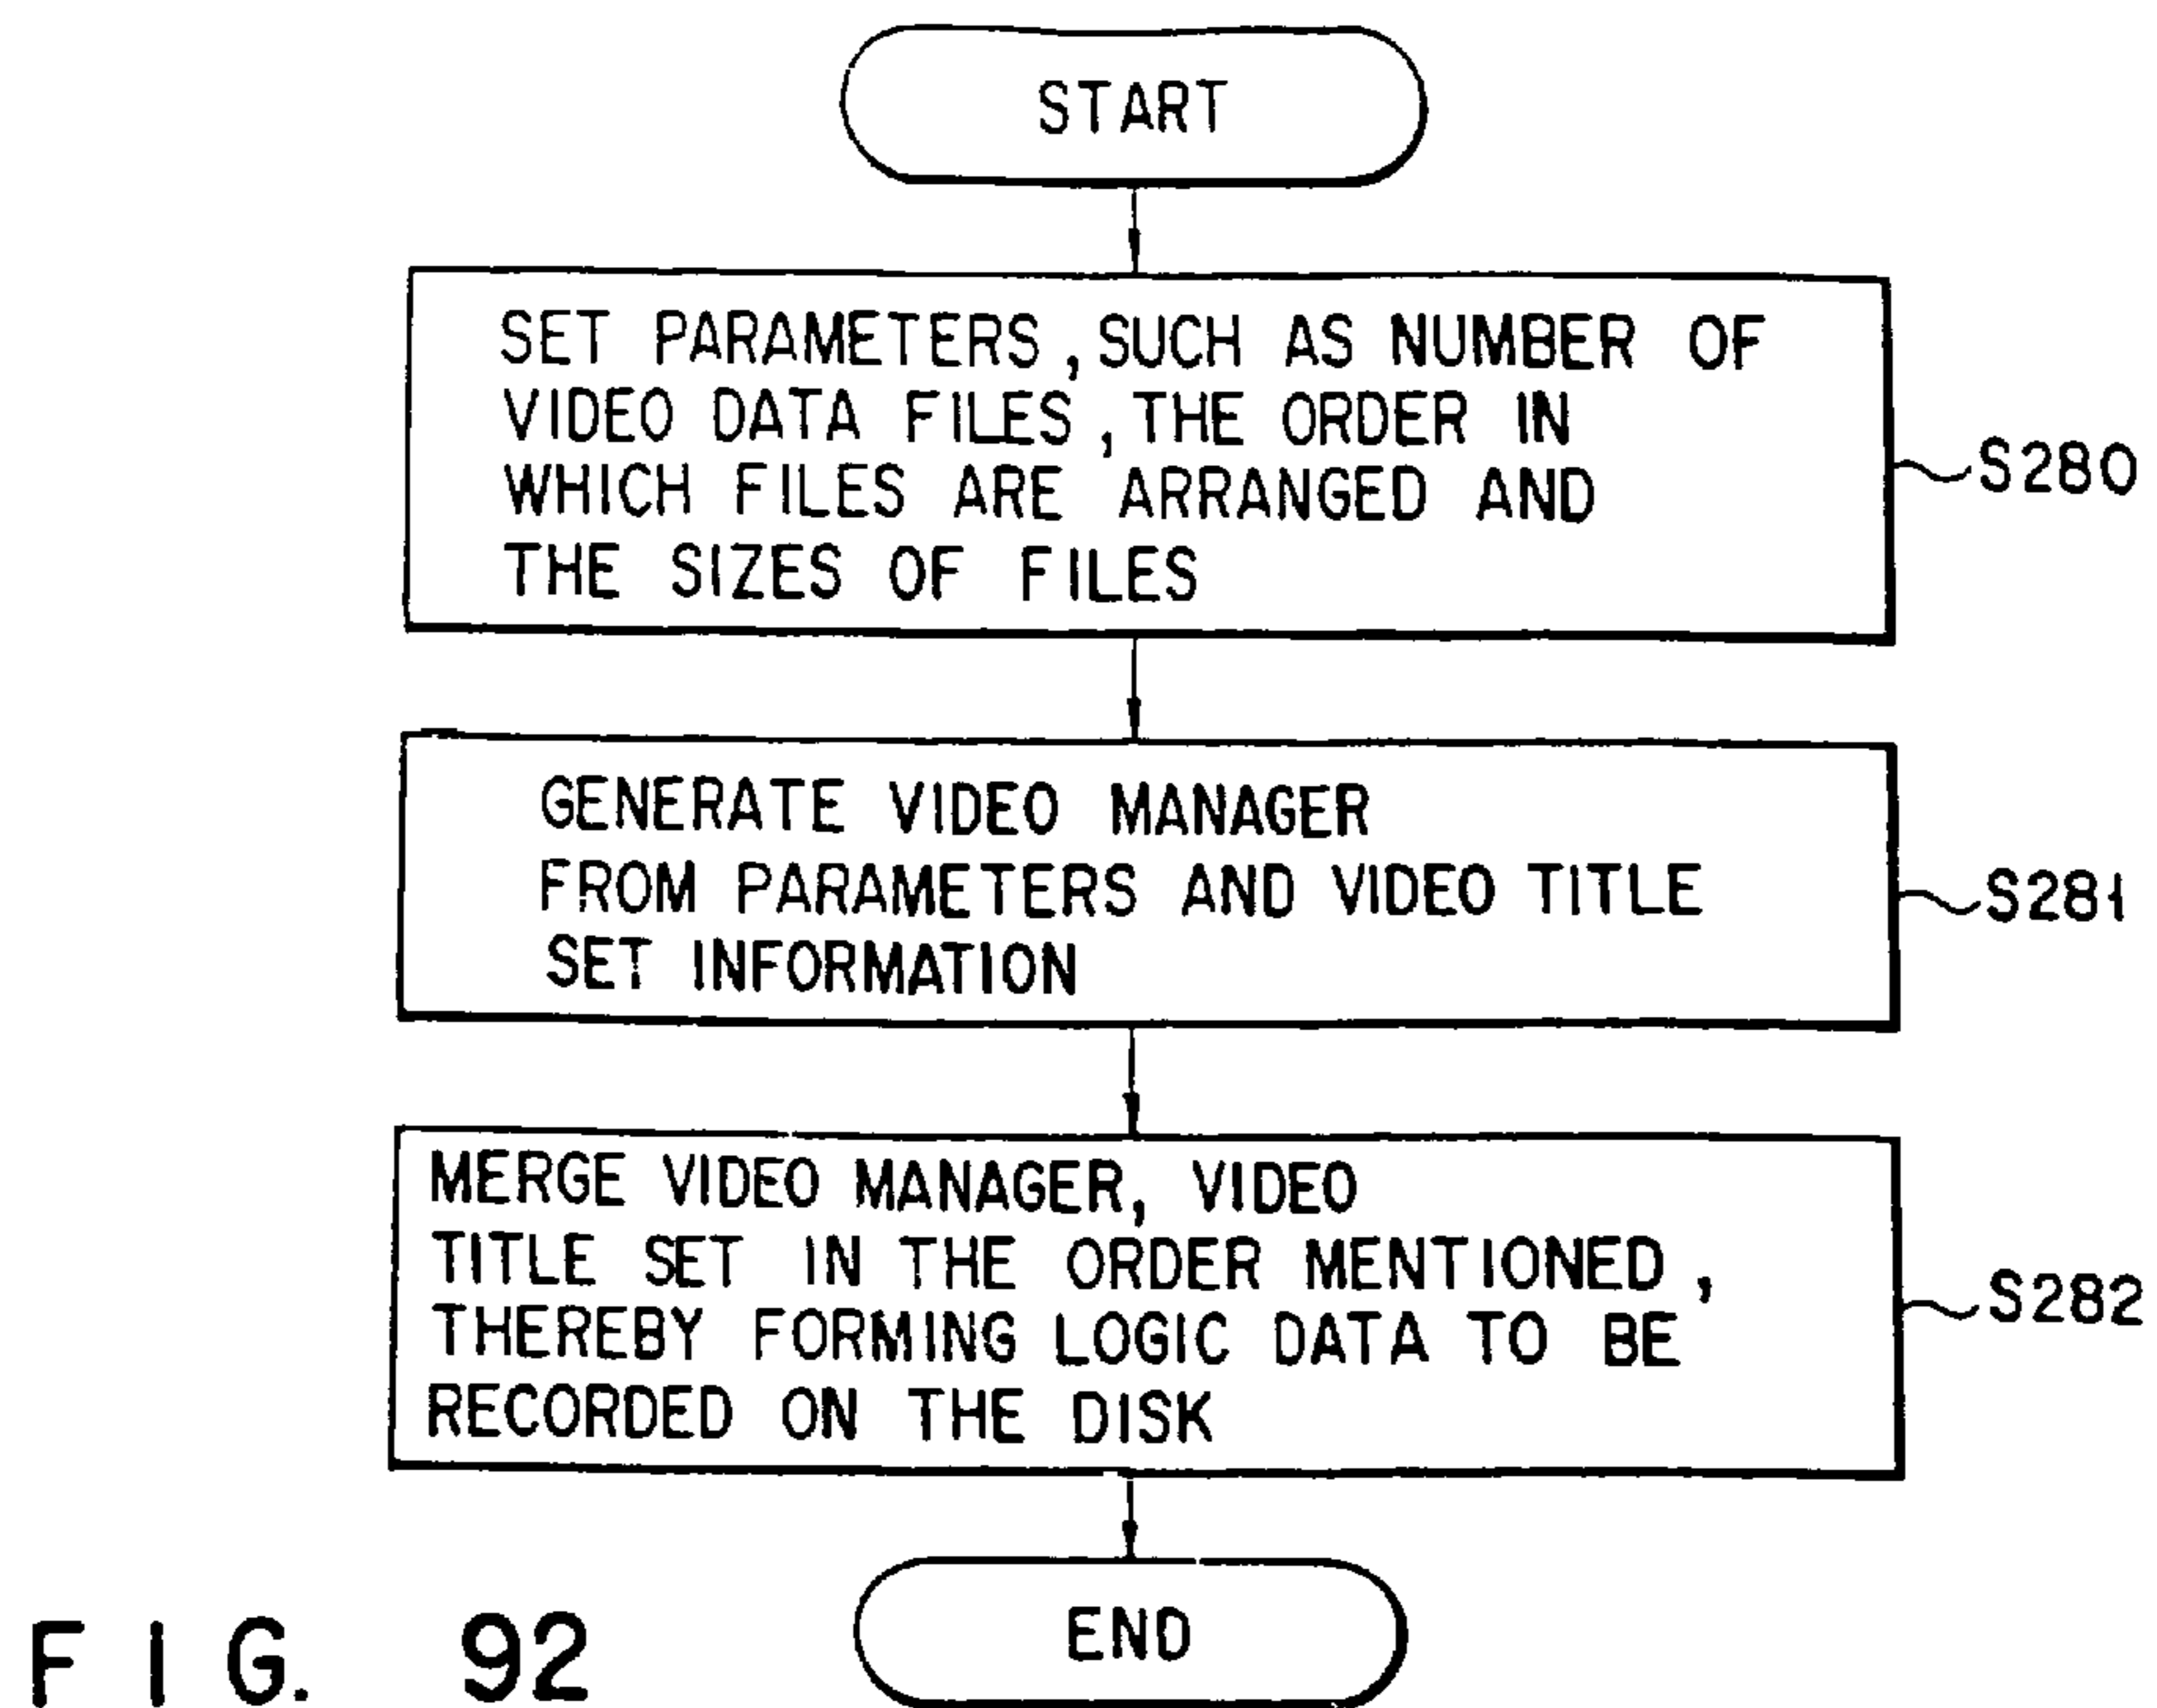 START
SET PARAMETERS, SUCH AS NUMBER OF
VIDEO DATA FILES, THE ORDER IN
WHICH FILES ARE ARRANGED AND
THE SIZES OF FILES
S280
GENERATE VIDEO MANAGER
FROM PARAMETERS AND VIDEO TITLE
SET INFORMATION
S281
MERGE VIDEO MANAGER, VIDEO
TITLE SET IN THE ORDER MENTIONED,
THEREBY FORMING LOGIC DATA TO BE
RECORDED ON THE DISK
S282
END
FIG. 92